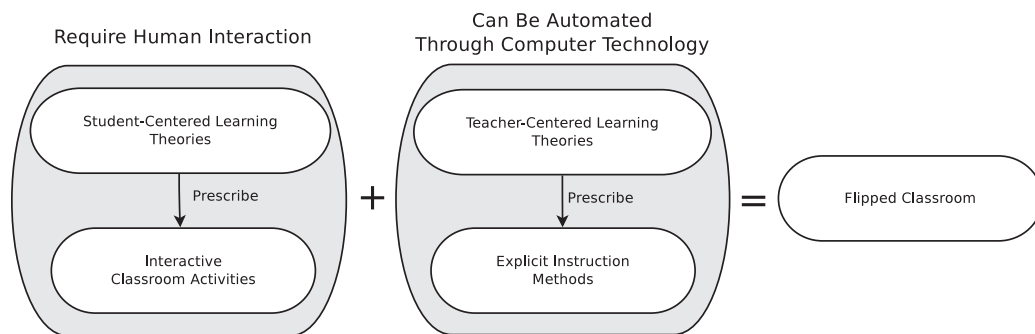 Require Human Interaction
Can Be Automated
Through Computer Technology
Student-Centered Learning
Theories
Prescribe
Interactive
Classroom Activities
+
Teacher-Centered Learning
Theories
Prescribe
Explicit Instruction
Methods
=
Flipped Classroom